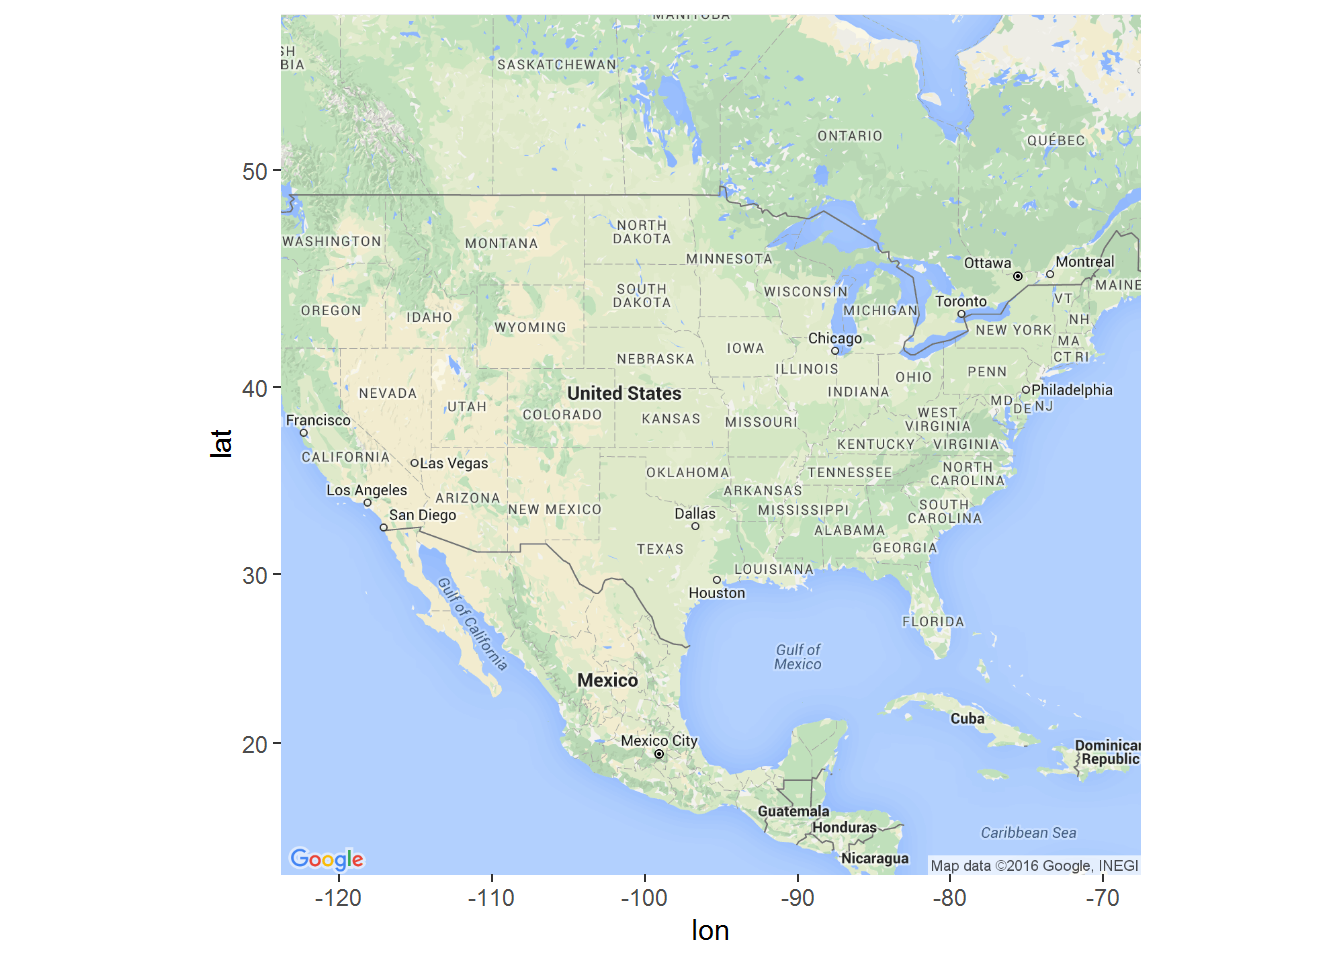 MANITOBA
SH
BIA
SASKATCHEWAN
ONTARIO
QUÉBEC
50
WASHINGTON
MONTANA
NORTH
DAKOTA
MINNESOTA
Ottawa
Montreal
OREGON
IDAHO
WYOMING
SOUTH
DAKOTA
WISCONSIN
MICHIGAN
Toronto
VT
MAINE
NH
NEW YORK
MA
CT RI
Chicago
IOWA
NEBRASKA
ILLINOIS
INDIANA
OHIO
PENN
40
NEVADA
UTAH
COLORADO
United States
KANSAS
MISSOURI
WEST
VIRGINIA
MD
DE
NJ
Philadelphia
Francisco
CALIFORNIA
Las Vegas
KENTUCKY
VIRGINIA
lat
Los Angeles
San Diego
ARIZONA
NEW MEXICO
OKLAHOMA
ARKANSAS
TENNESSEE
NORTH
CAROLINA
SOUTH
CAROLINA
Dallas
MISSISSIPPI
ALABAMA
GEORGIA
TEXAS
LOUISIANA
30
Houston
FLORIDA
Gulf of California
Gulf of
Mexico
Mexico
Cuba
20
Mexico City
Dominican
Republic
Guatemala
Honduras
Nicaragua
Caribbean Sea
Google
Map data ©2016 Google, INEGI
-120
-110
-100
-90
-80
-70
lon